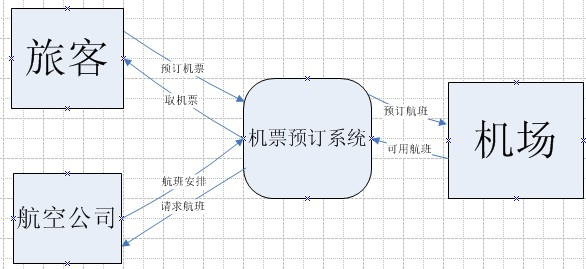 旅客
预订机票
取机票
机票预订系统
预订航班
可用航班
机场
航班安排
请求航班
航空公司